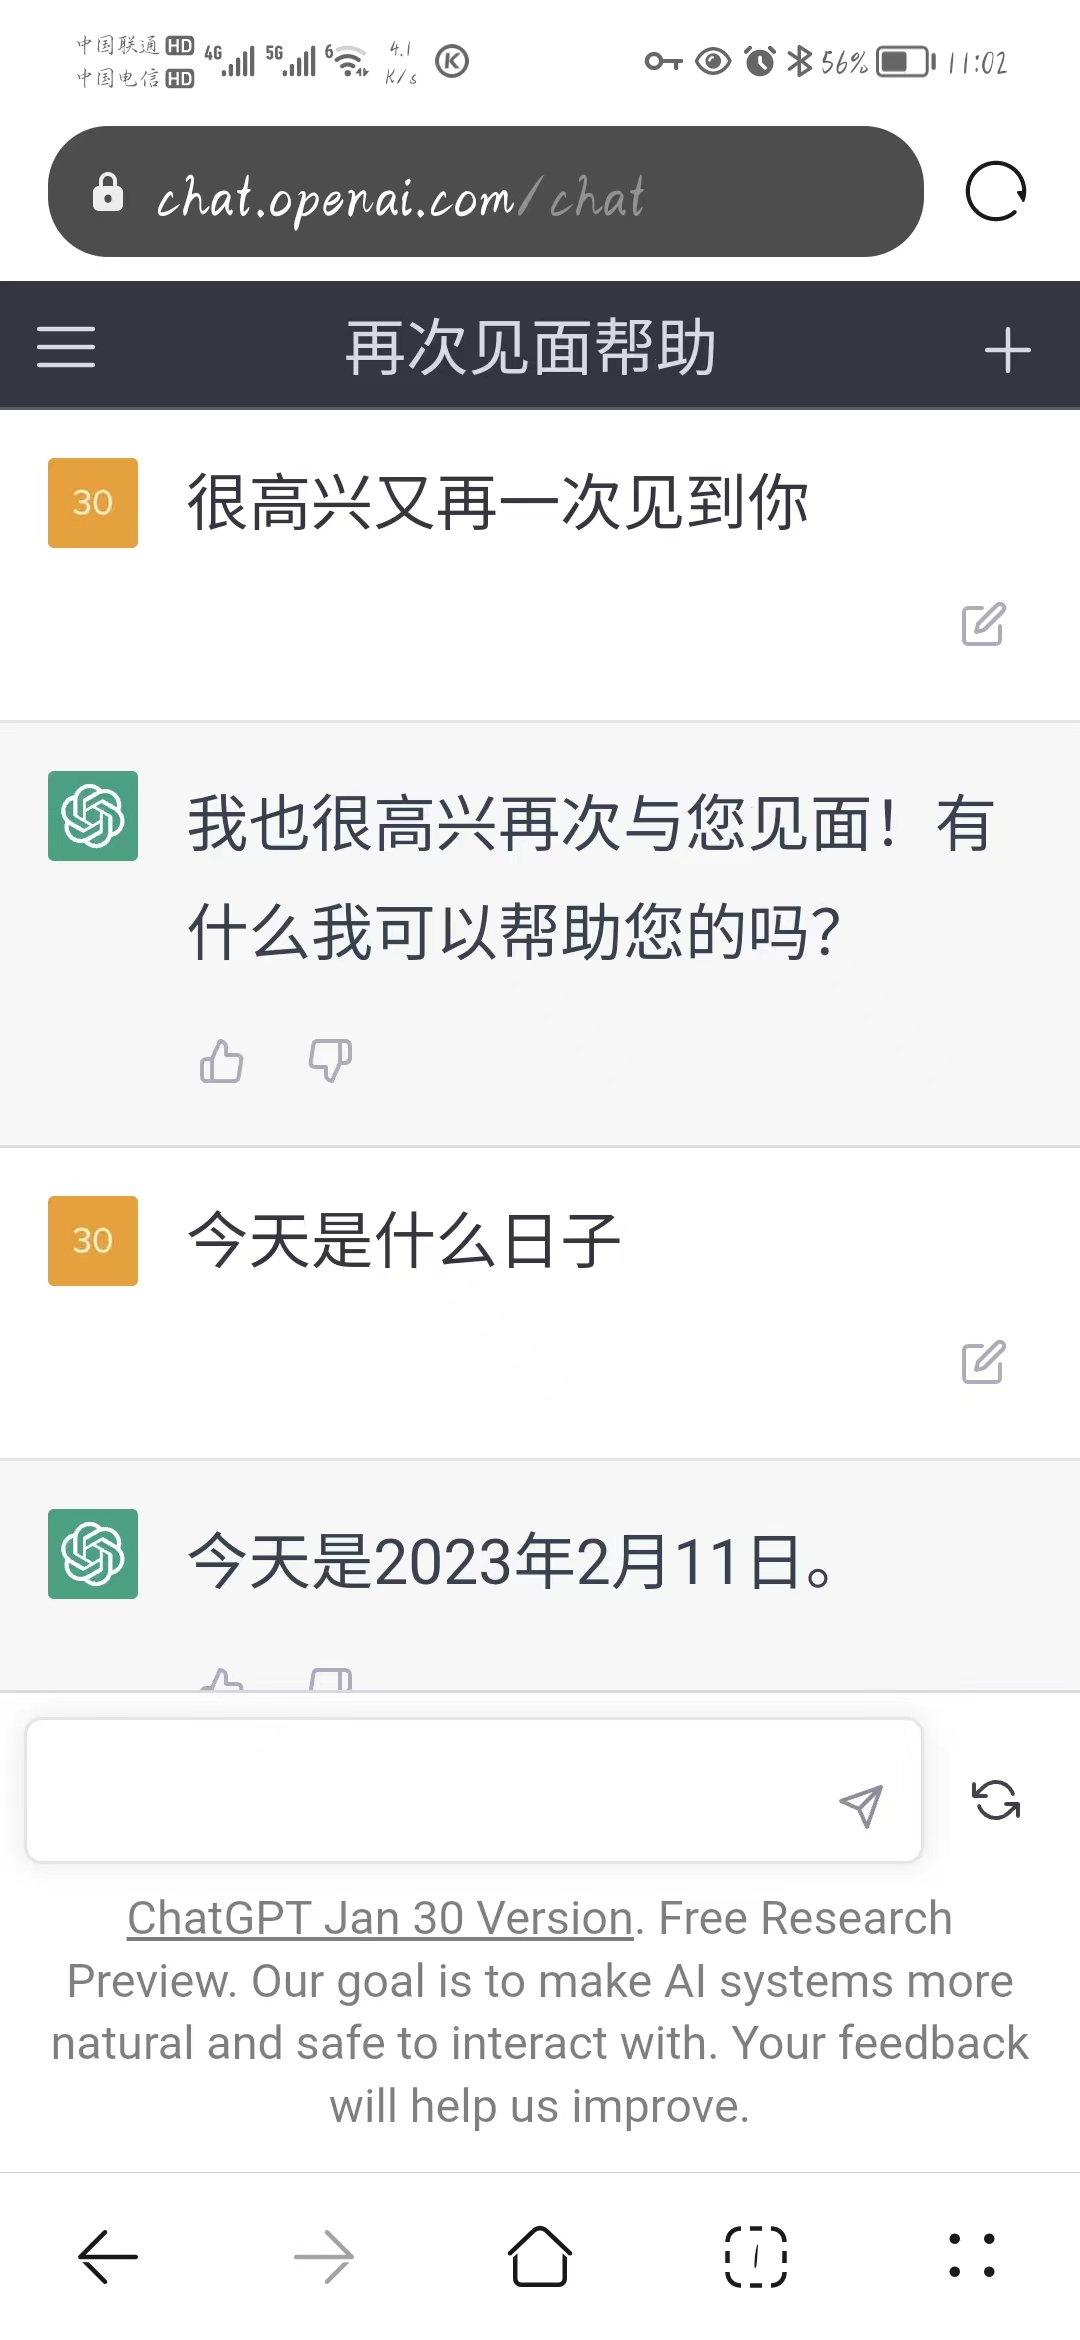 中国联通 HD 4G 5G 6 4.1 K 56% 11:02
中国电信 HD K/s
chat.openai.com/chat
再次见面帮助
30 很高兴又再一次见到你
我也很高兴再次与您见面！有
什么我可以帮助您的吗？
30 今天是什么日子
今天是2023年2月11日。
ChatGPT Jan 30 Version. Free Research
Preview. Our goal is to make AI systems more
natural and safe to interact with. Your feedback
will help us improve.
1